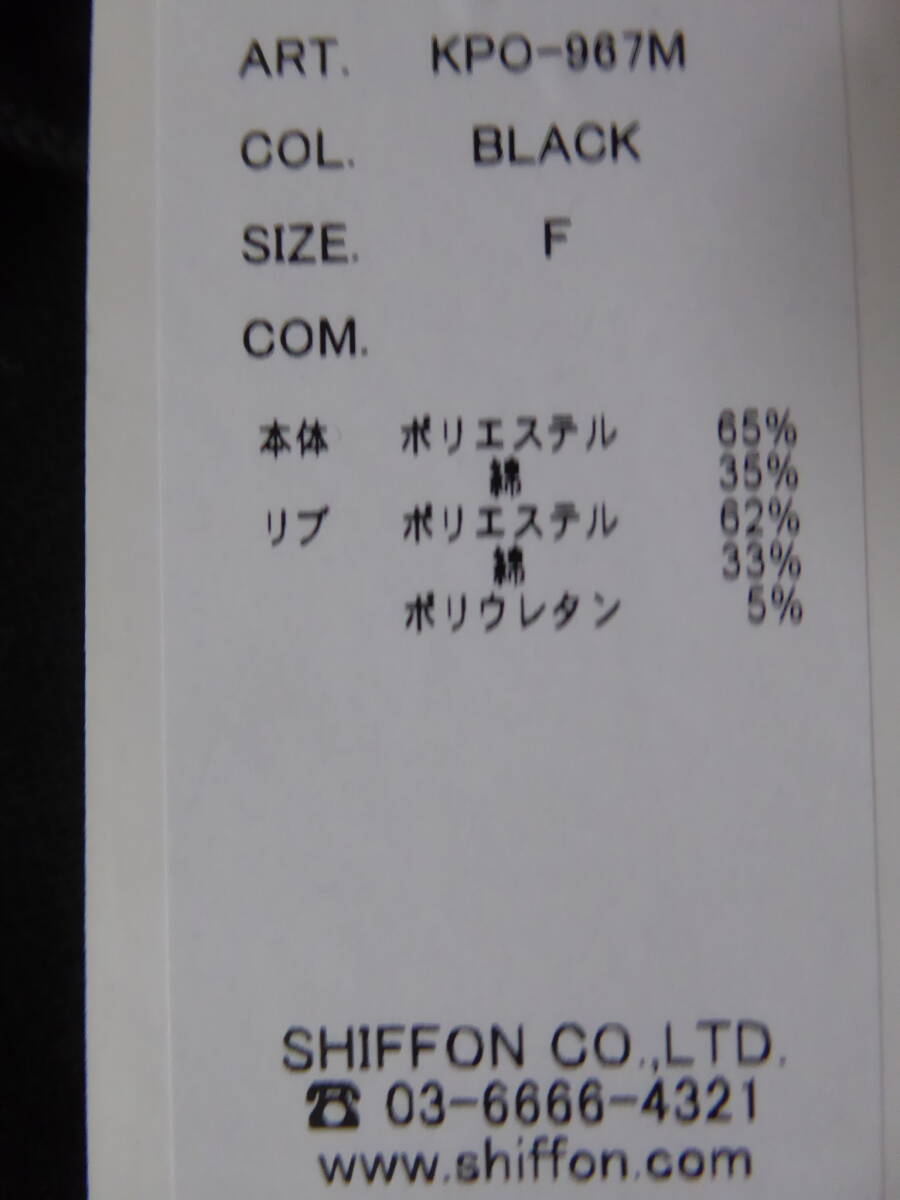 ART. KPO-967M
COL. BLACK
SIZE. F
COM.
本体 ポリエステル 65%
綿 35%
リブ ポリエステル 62%
綿 33%
ポリウレタン 5%
SHIFFON CO.,LTD.
☎ 03-6666-4321
www.shiffon.com